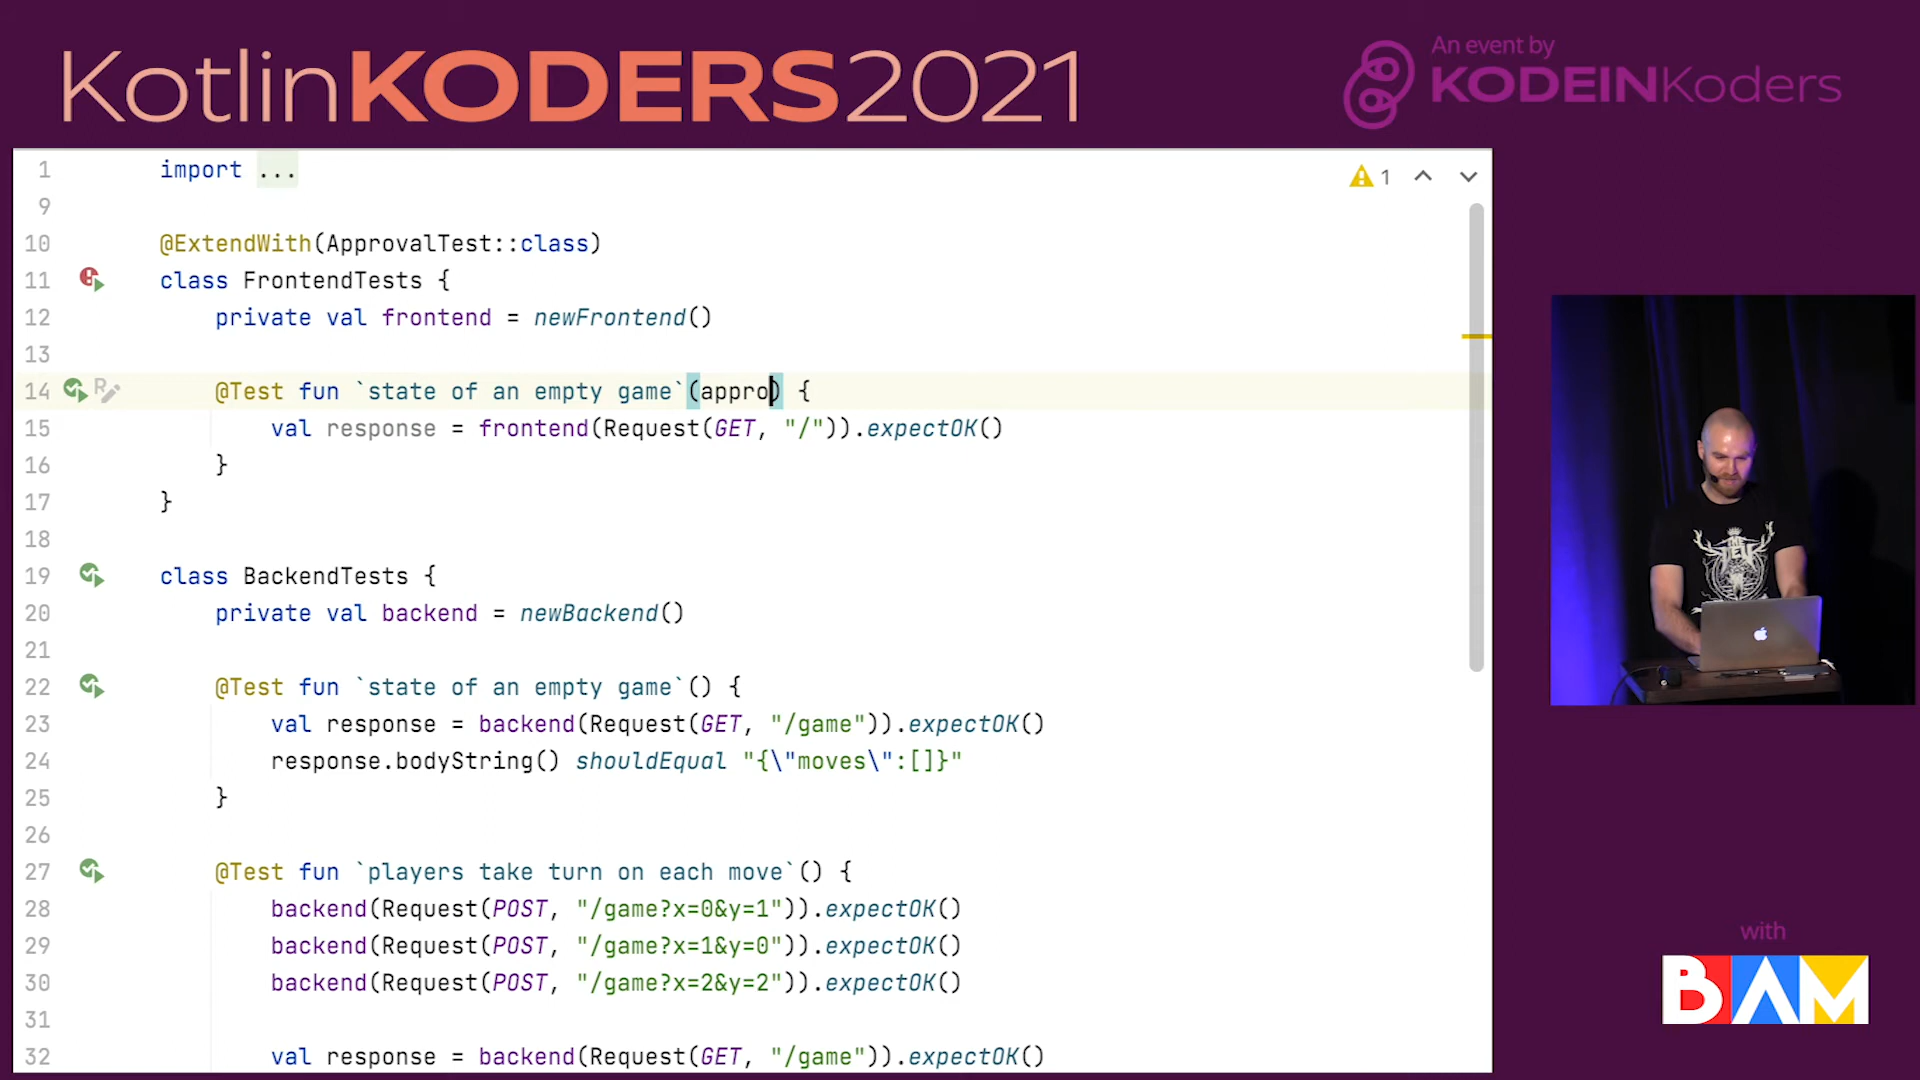 KotlinKODERS2021
An event by
KODEINKoders
1 import ...
1
9
10 @ExtendWith(ApprovalTest::class)
11 class FrontendTests {
12 private val frontend = newFrontend()
13
14 @Test fun `state of an empty game`(appro) {
15 val response = frontend(Request(GET, "/")).expectOK()
16 }
17 }
18
19 class BackendTests {
20 private val backend = newBackend()
21
22 @Test fun `state of an empty game`() {
23 val response = backend(Request(GET, "/game")).expectOK()
24 response.bodyString() shouldEqual "{\"moves\":[]}"
25 }
26
27 @Test fun `players take turn on each move`() {
28 backend(Request(POST, "/game?x=0&y=1")).expectOK()
29 backend(Request(POST, "/game?x=1&y=0")).expectOK()
30 backend(Request(POST, "/game?x=2&y=2")).expectOK()
31
32 val response = backend(Request(GET, "/game")).expectOK()
with
BAM